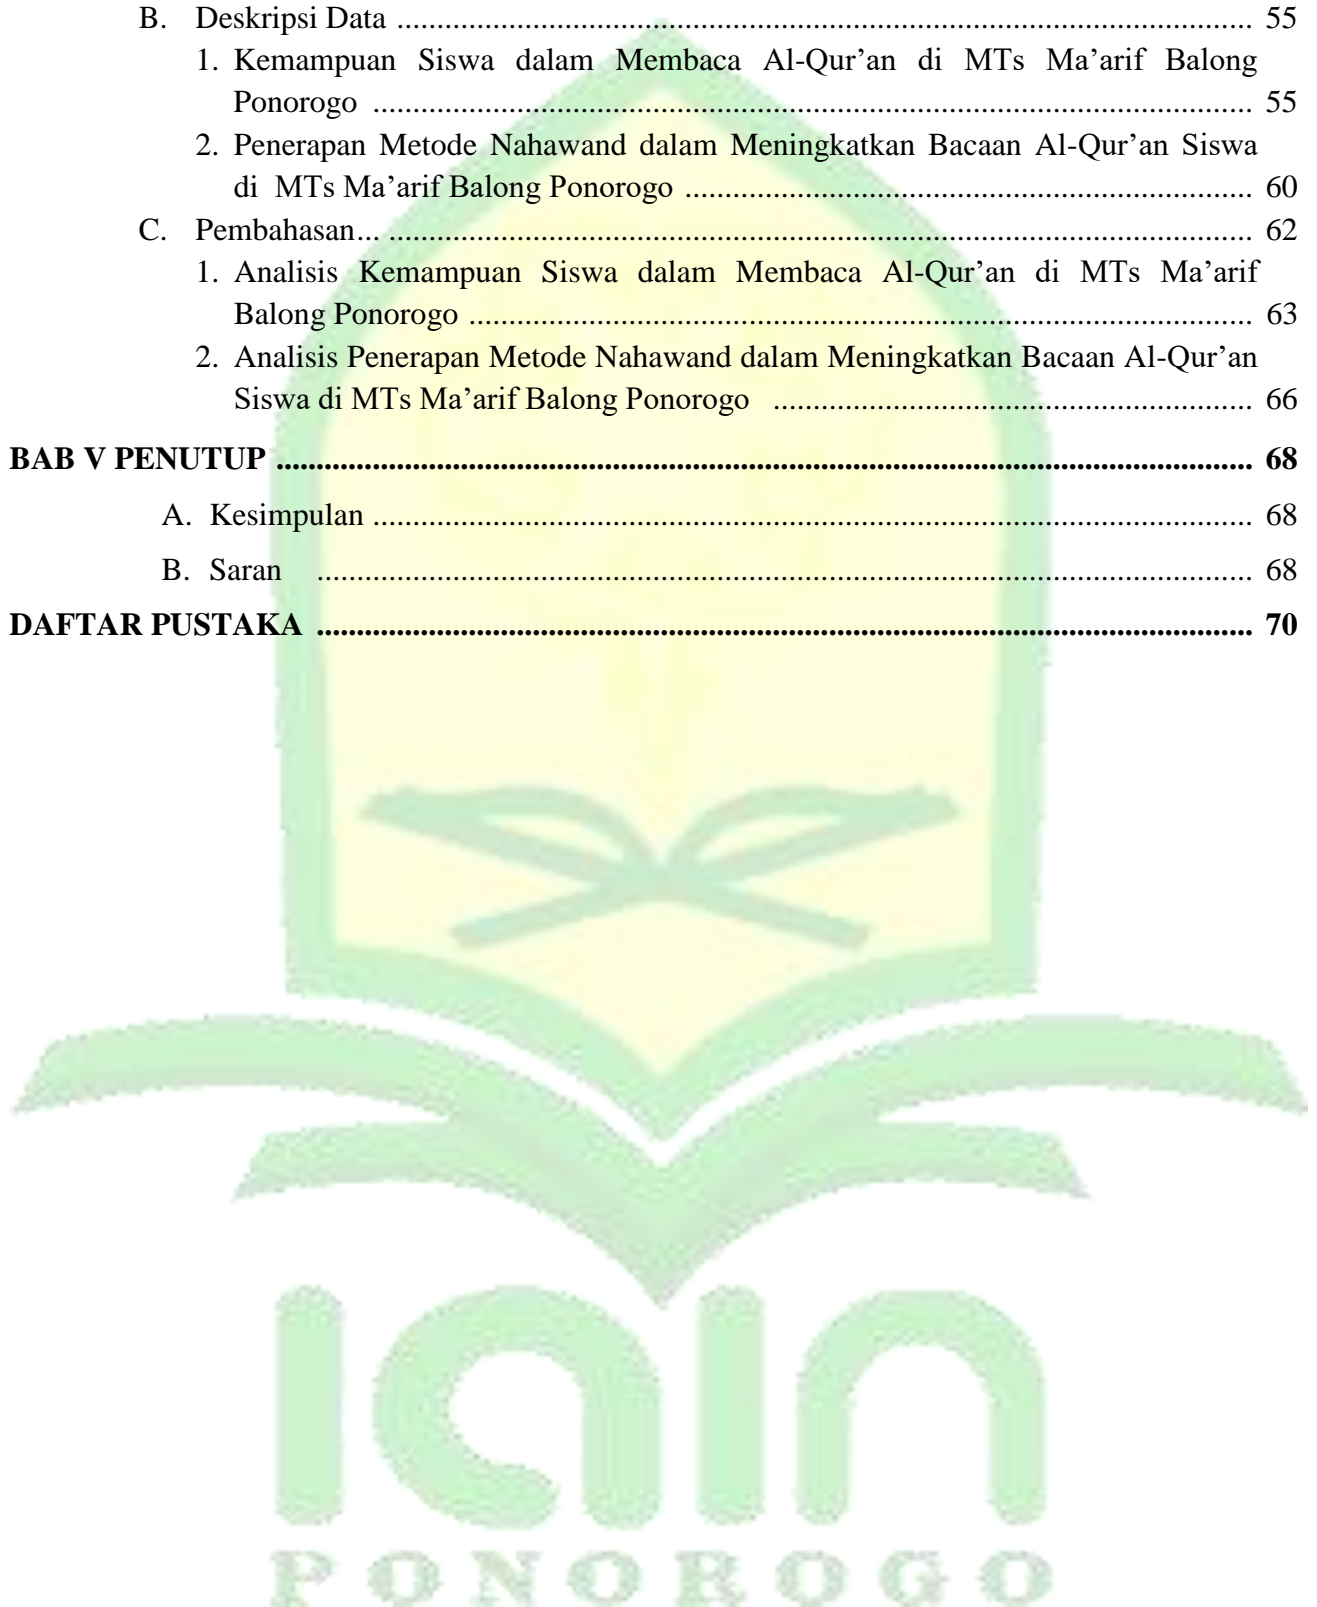 B. Deskripsi Data .......... 55
1. Kemampuan Siswa dalam Membaca Al-Qur’an di MTs Ma’arif Balong
Ponorogo .......... 55
2. Penerapan Metode Nahawand dalam Meningkatkan Bacaan Al-Qur’an Siswa
di MTs Ma’arif Balong Ponorogo .......... 60
C. Pembahasan... .......... 62
1. Analisis Kemampuan Siswa dalam Membaca Al-Qur’an di MTs Ma’arif
Balong Ponorogo .......... 63
2. Analisis Penerapan Metode Nahawand dalam Meningkatkan Bacaan Al-Qur’an
Siswa di MTs Ma’arif Balong Ponorogo .......... 66
BAB V PENUTUP .......... 68
A. Kesimpulan .......... 68
B. Saran .......... 68
DAFTAR PUSTAKA .......... 70
iain
PONOROGO